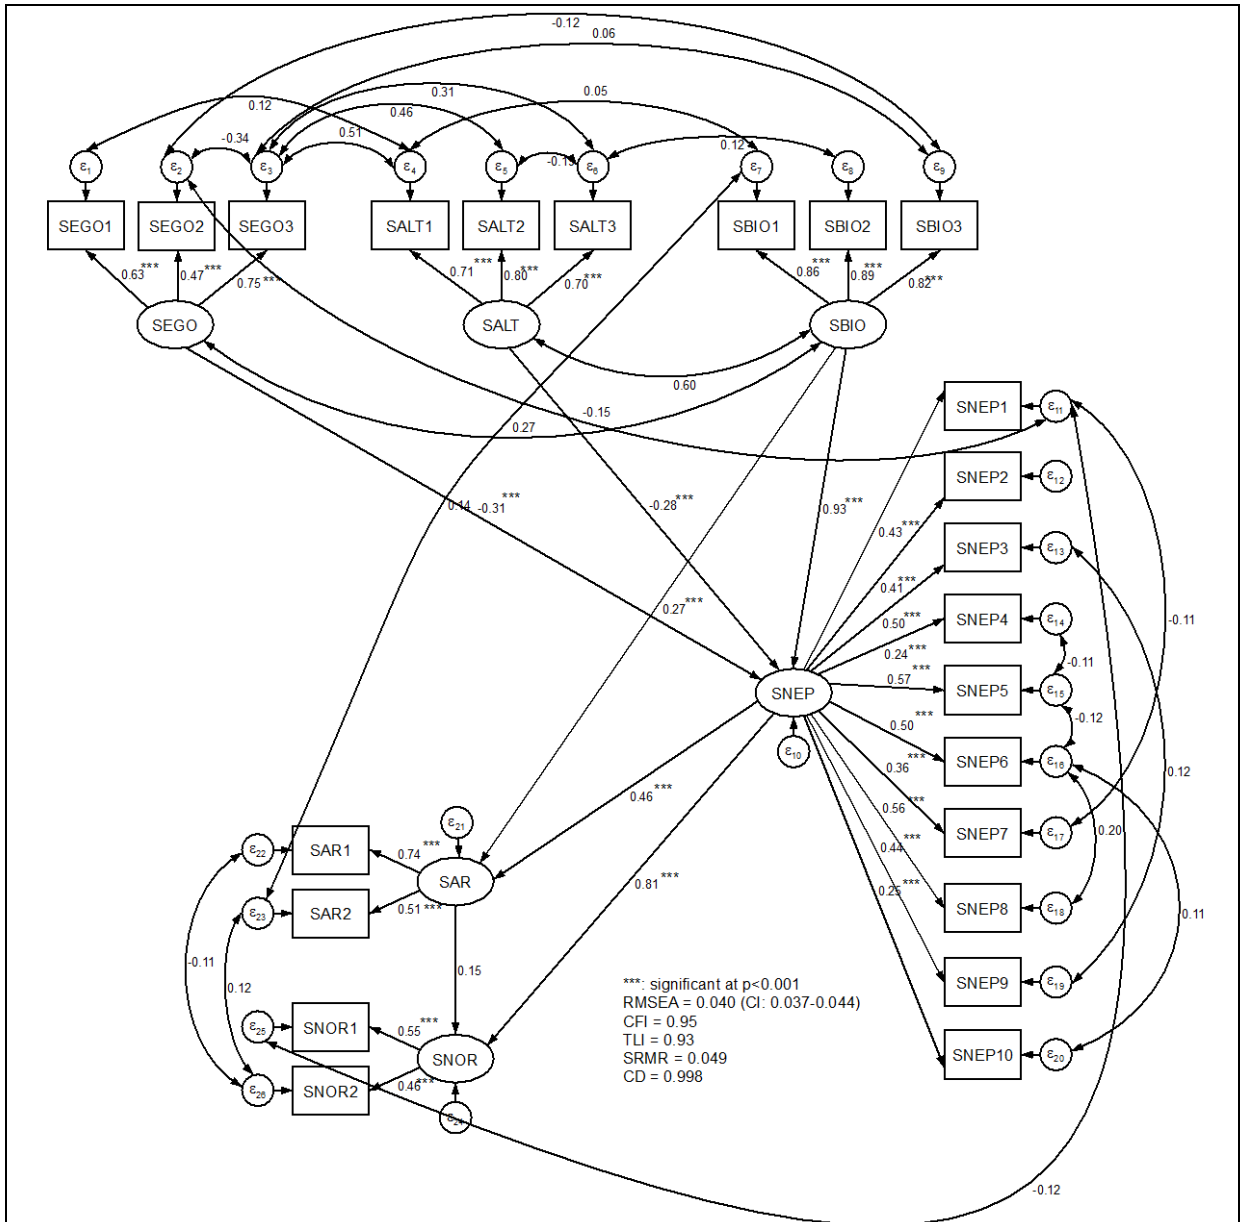 -0.12
0.06
0.12
0.31
0.05
0.46
-0.34
0.51
0.12
ε1
ε2
ε3
ε4
ε5
ε6
ε7
ε8
ε9
SEGO1
SEGO2
SEGO3
SALT1
SALT2
SALT3
SBIO1
SBIO2
SBIO3
0.63***
0.47***
0.75***
0.71***
0.80***
0.70***
0.86***
0.89***
0.82***
SEGO
SALT
SBIO
0.60
-0.15
0.27
SNEP1
ε11
SNEP2
ε12
0.14
-0.31***
-0.28***
0.93***
0.43***
SNEP3
ε13
0.41***
0.27***
0.50***
SNEP4
ε14
-0.11
0.24***
-0.11
0.57***
SNEP5
ε15
SNEP
-0.12
0.50***
ε10
SNEP6
ε16
0.36***
0.12
0.46***
0.56***
SNEP7
ε17
0.20
ε21
ε22
SAR1
0.74***
0.44***
SAR
0.81***
0.25***
ε23
SAR2
0.51***
SNEP8
ε18
0.11
-0.11
0.12
0.15
SNEP9
ε19
***: significant at p<0.001
RMSEA = 0.040 (CI: 0.037-0.044)
CFI = 0.95
TLI = 0.93
SRMR = 0.049
CD = 0.998
ε25
SNOR1
0.55***
SNOR
SNEP10
ε20
ε26
SNOR2
0.46***
ε24
-0.12